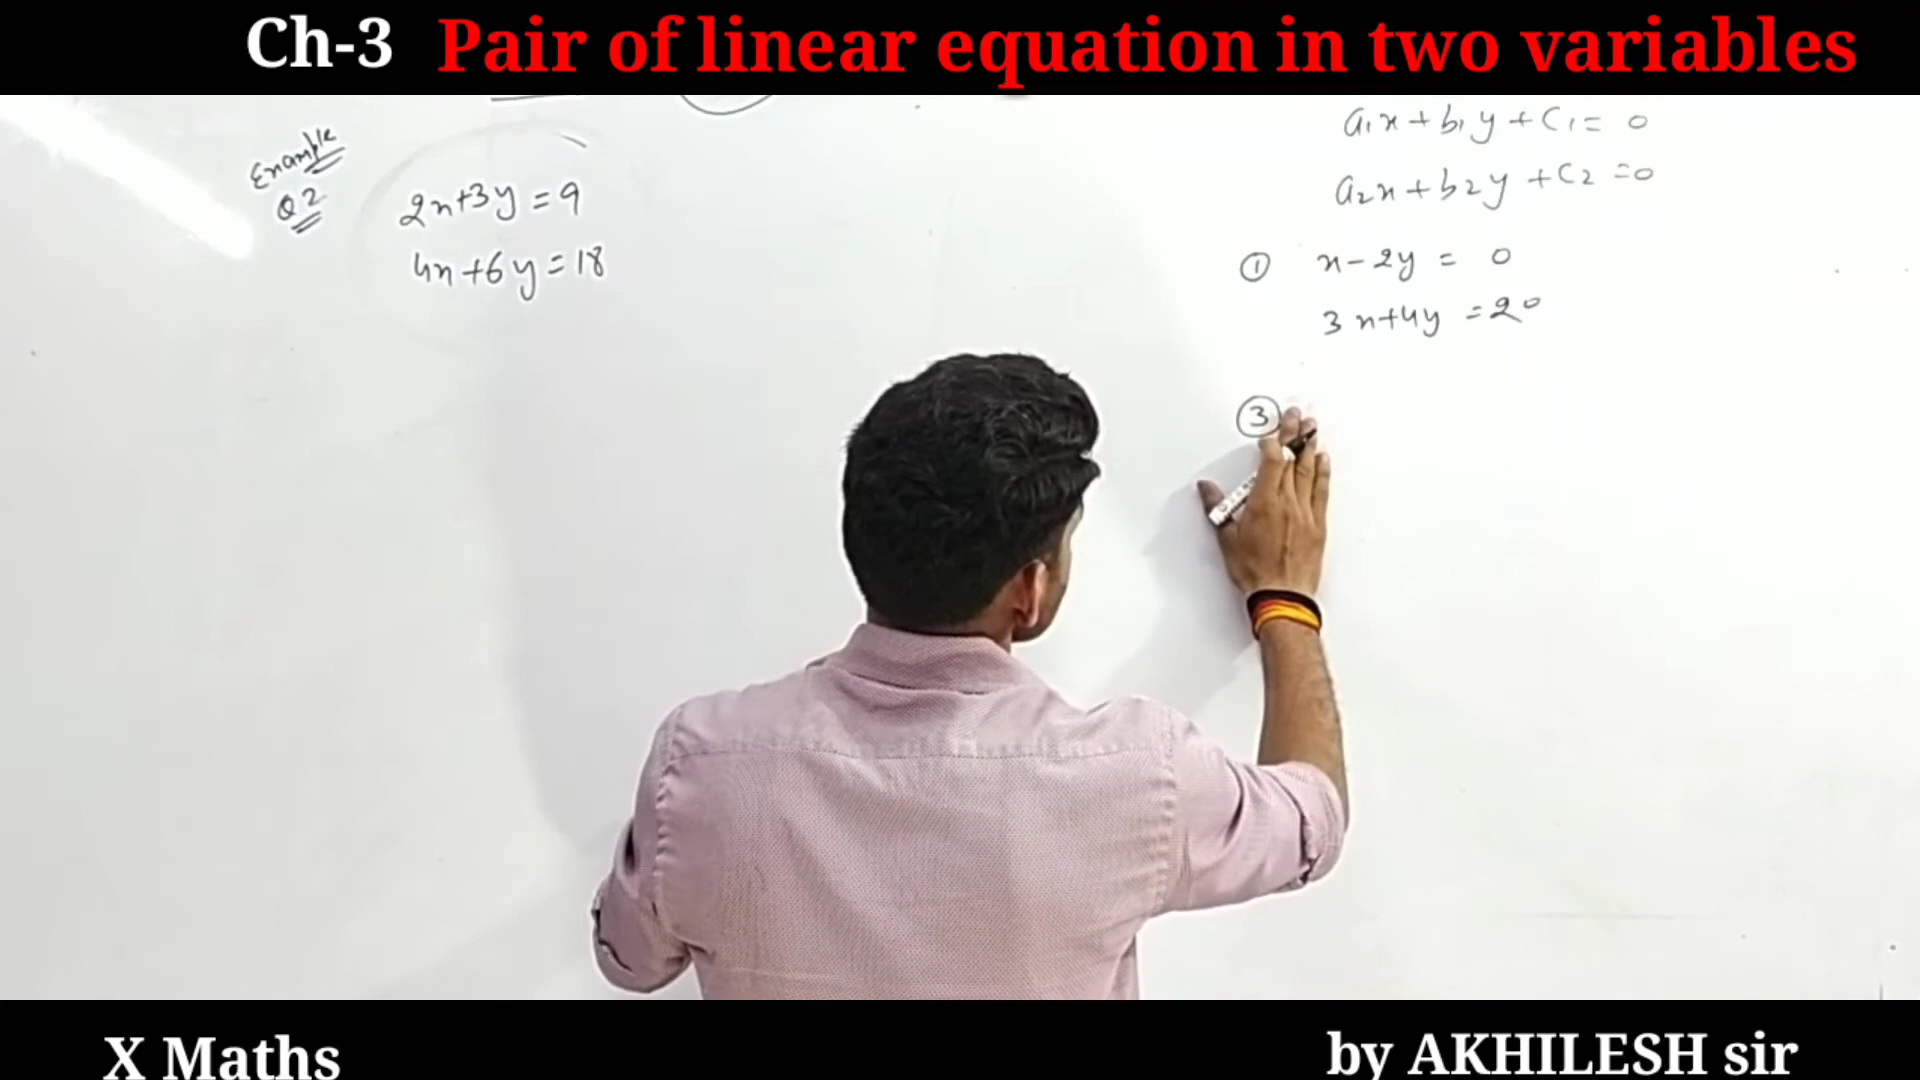 Ch-3 Pair of linear equation in two variables
Example
Q2
2x+3y=9
4x+6y=18
a₁x+b₁y+c₁=0
a₂x+b₂y+c₂=0
① x-2y=0
3x+4y=20
③
X Maths
by AKHILESH sir